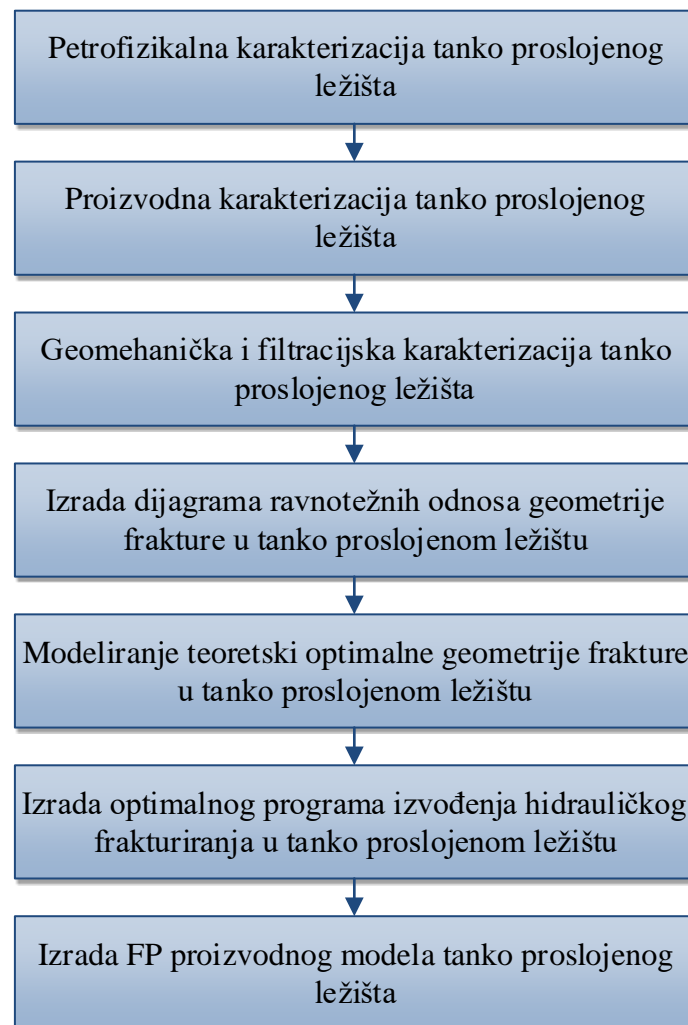 Petrofizikalna karakterizacija tanko proslojenog
ležišta
Proizvodna karakterizacija tanko proslojenog
ležišta
Geomehanička i filtracijska karakterizacija tanko
proslojenog ležišta
Izrada dijagrama ravnotežnih odnosa geometrije
frakture u tanko proslojenom ležištu
Modeliranje teoretski optimalne geometrije frakture
u tanko proslojenom ležištu
Izrada optimalnog programa izvođenja hidrauličkog
frakturiranja u tanko proslojenom ležištu
Izrada FP proizvodnog modela tanko proslojenog
ležišta